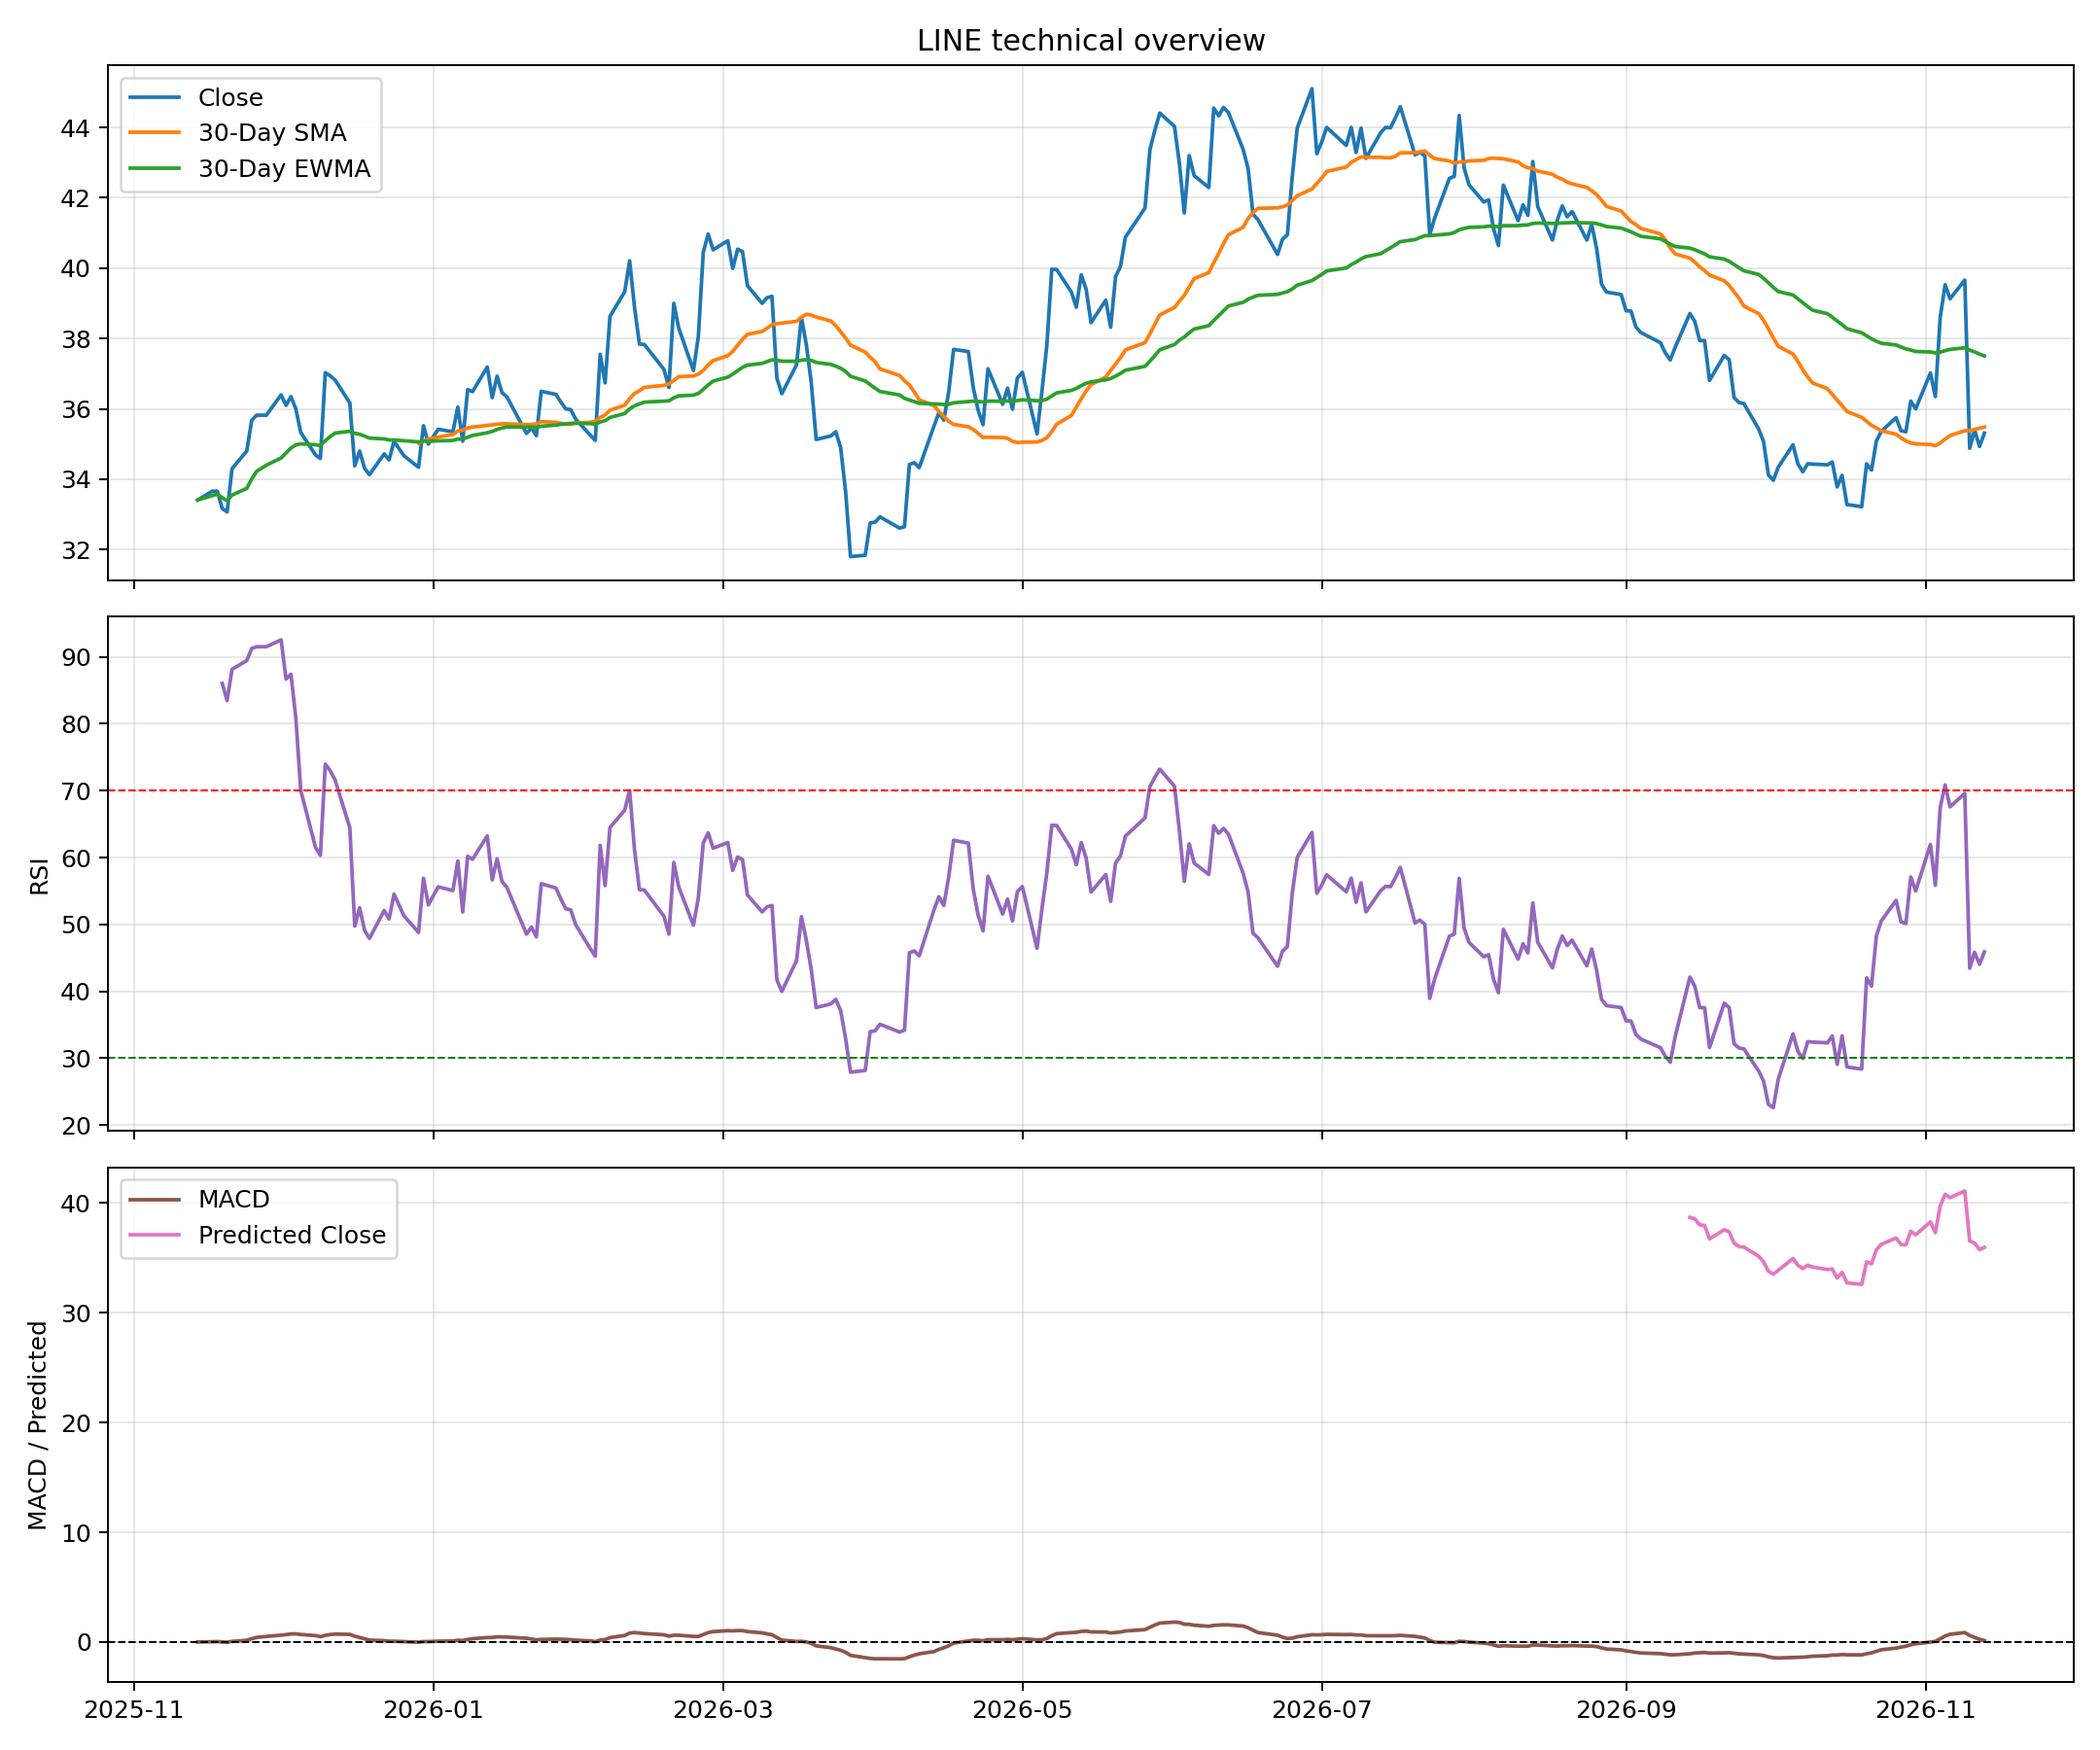 LINE technical overview
Close
30-Day SMA
30-Day EWMA
44
42
40
38
36
34
32
RSI
90
80
70
60
50
40
30
20
MACD
Predicted Close
MACD / Predicted
40
30
20
10
0
2025-11 2026-01 2026-03 2026-05 2026-07 2026-09 2026-11